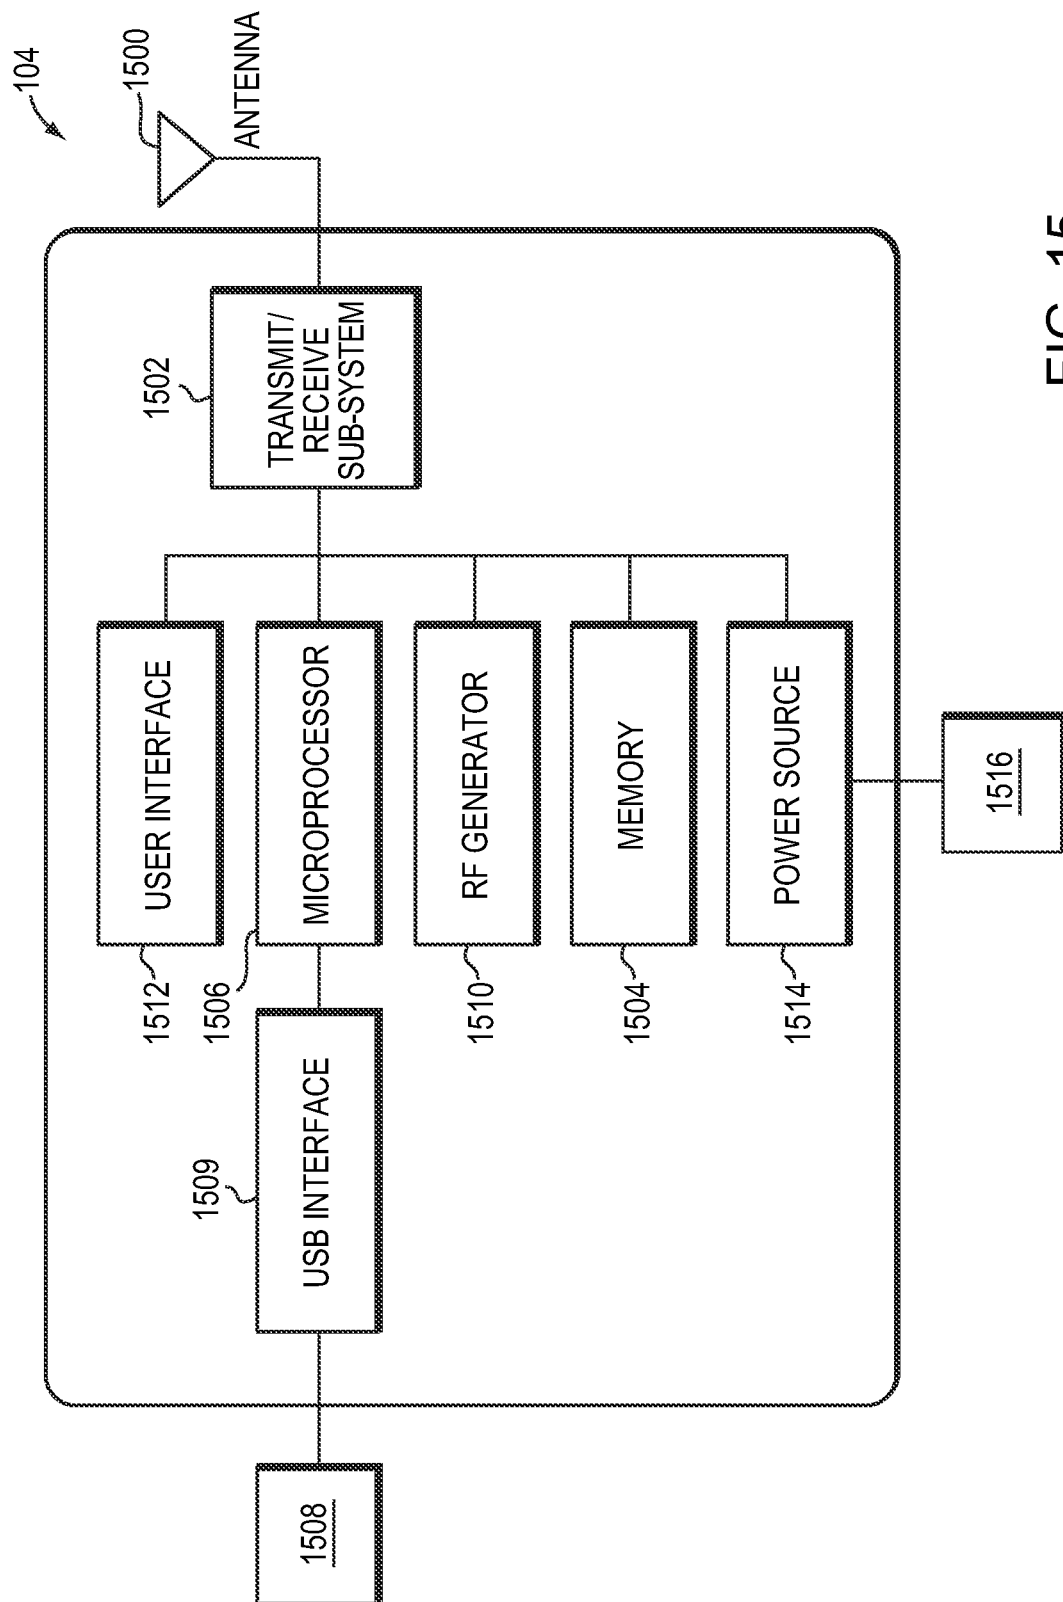 104
1500
ANTENNA
1502
TRANSMIT/
RECEIVE
SUB-SYSTEM
1512
USER INTERFACE
1506
MICROPROCESSOR
1510
RF GENERATOR
1504
MEMORY
1514
POWER SOURCE
1509
USB INTERFACE
1508
1516
FIG. 15